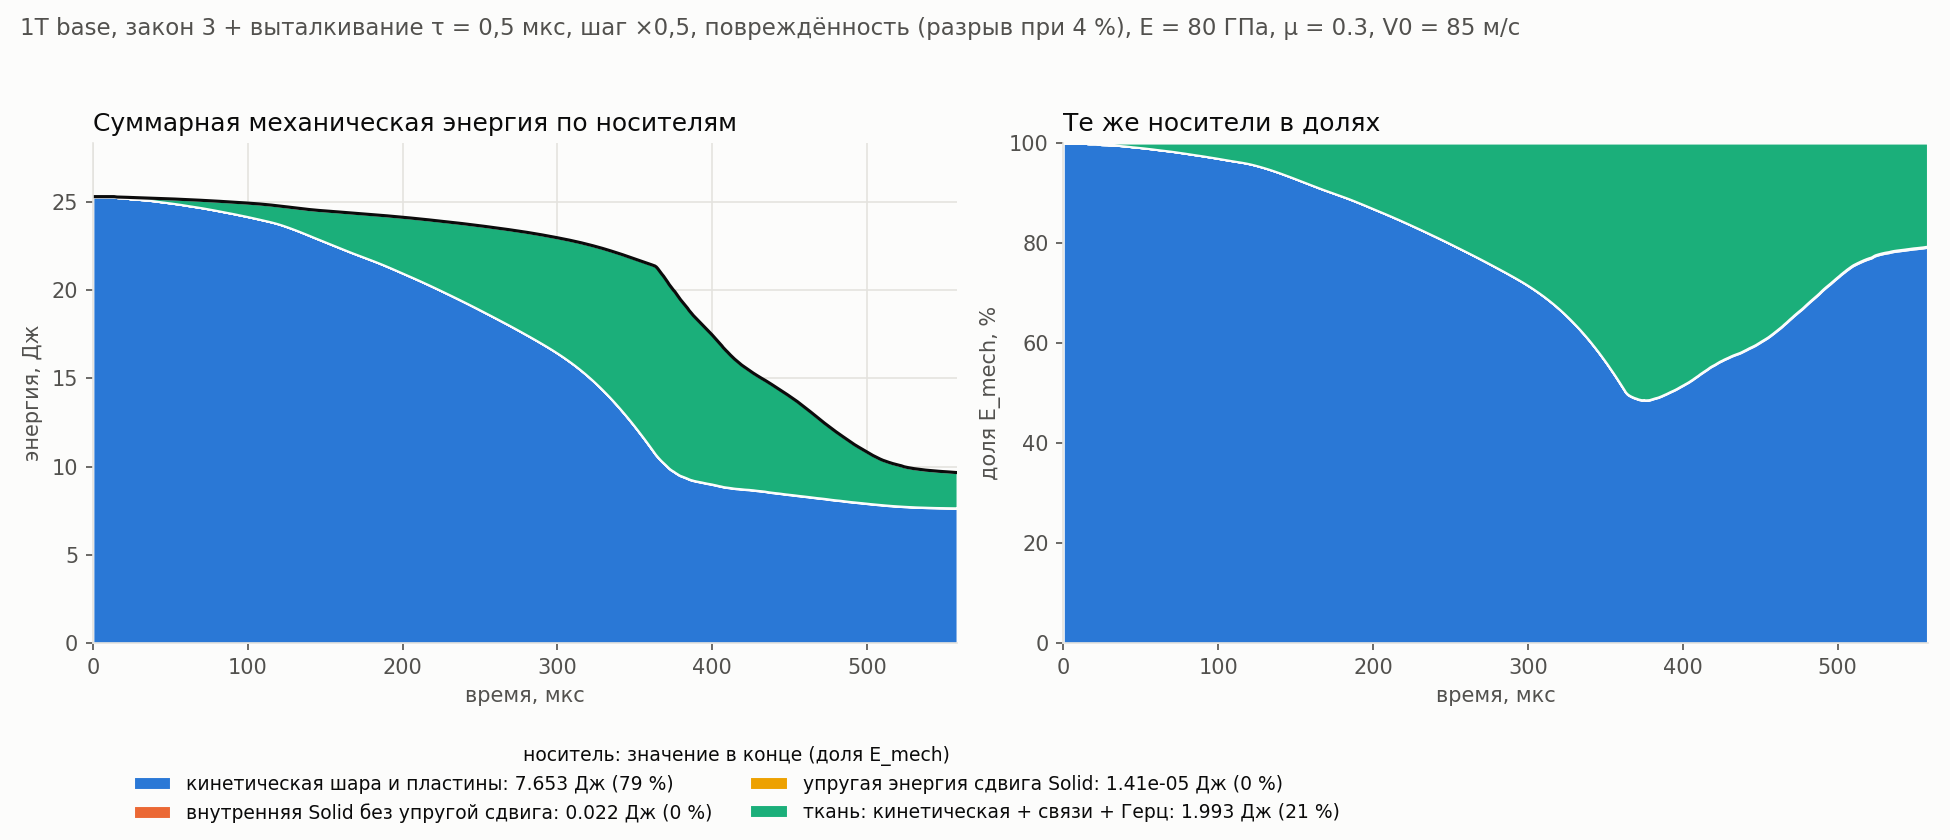 1T base, закон 3 + выталкивание τ = 0,5 мкс, шаг ×0,5, повреждённость (разрыв при 4 %), E = 80 ГПа, μ = 0.3, V0 = 85 м/с
Суммарная механическая энергия по носителям
энергия, Дж
25
20
15
10
5
0
0 100 200 300 400 500
время, мкс
Те же носители в долях
доля E_mech, %
100
80
60
40
20
0
0 100 200 300 400 500
время, мкс
носитель: значение в конце (доля E_mech)
кинетическая шара и пластины: 7.653 Дж (79 %)
внутренняя Solid без упругой сдвига: 0.022 Дж (0 %)
упругая энергия сдвига Solid: 1.41e-05 Дж (0 %)
ткань: кинетическая + связи + Герц: 1.993 Дж (21 %)